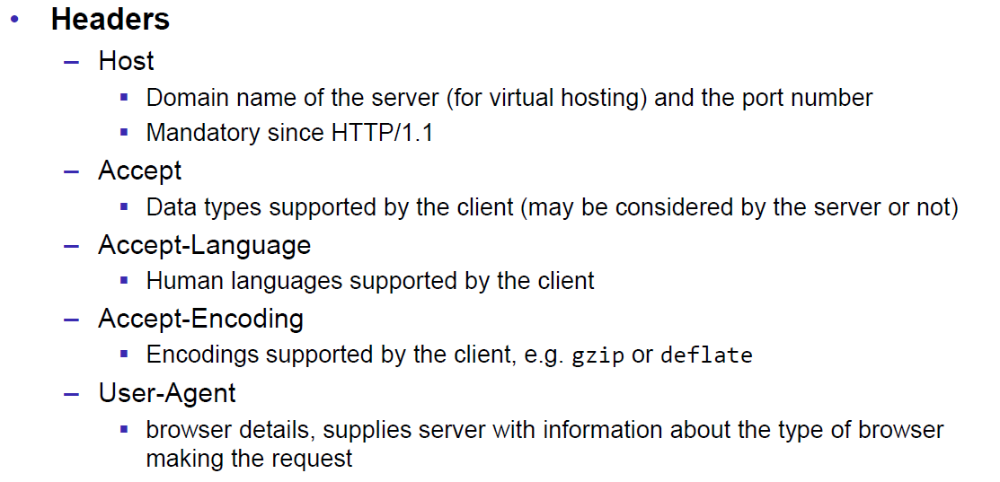 • Headers
– Host
▪ Domain name of the server (for virtual hosting) and the port number
▪ Mandatory since HTTP/1.1
– Accept
▪ Data types supported by the client (may be considered by the server or not)
– Accept-Language
▪ Human languages supported by the client
– Accept-Encoding
▪ Encodings supported by the client, e.g. gzip or deflate
– User-Agent
▪ browser details, supplies server with information about the type of browser
making the request